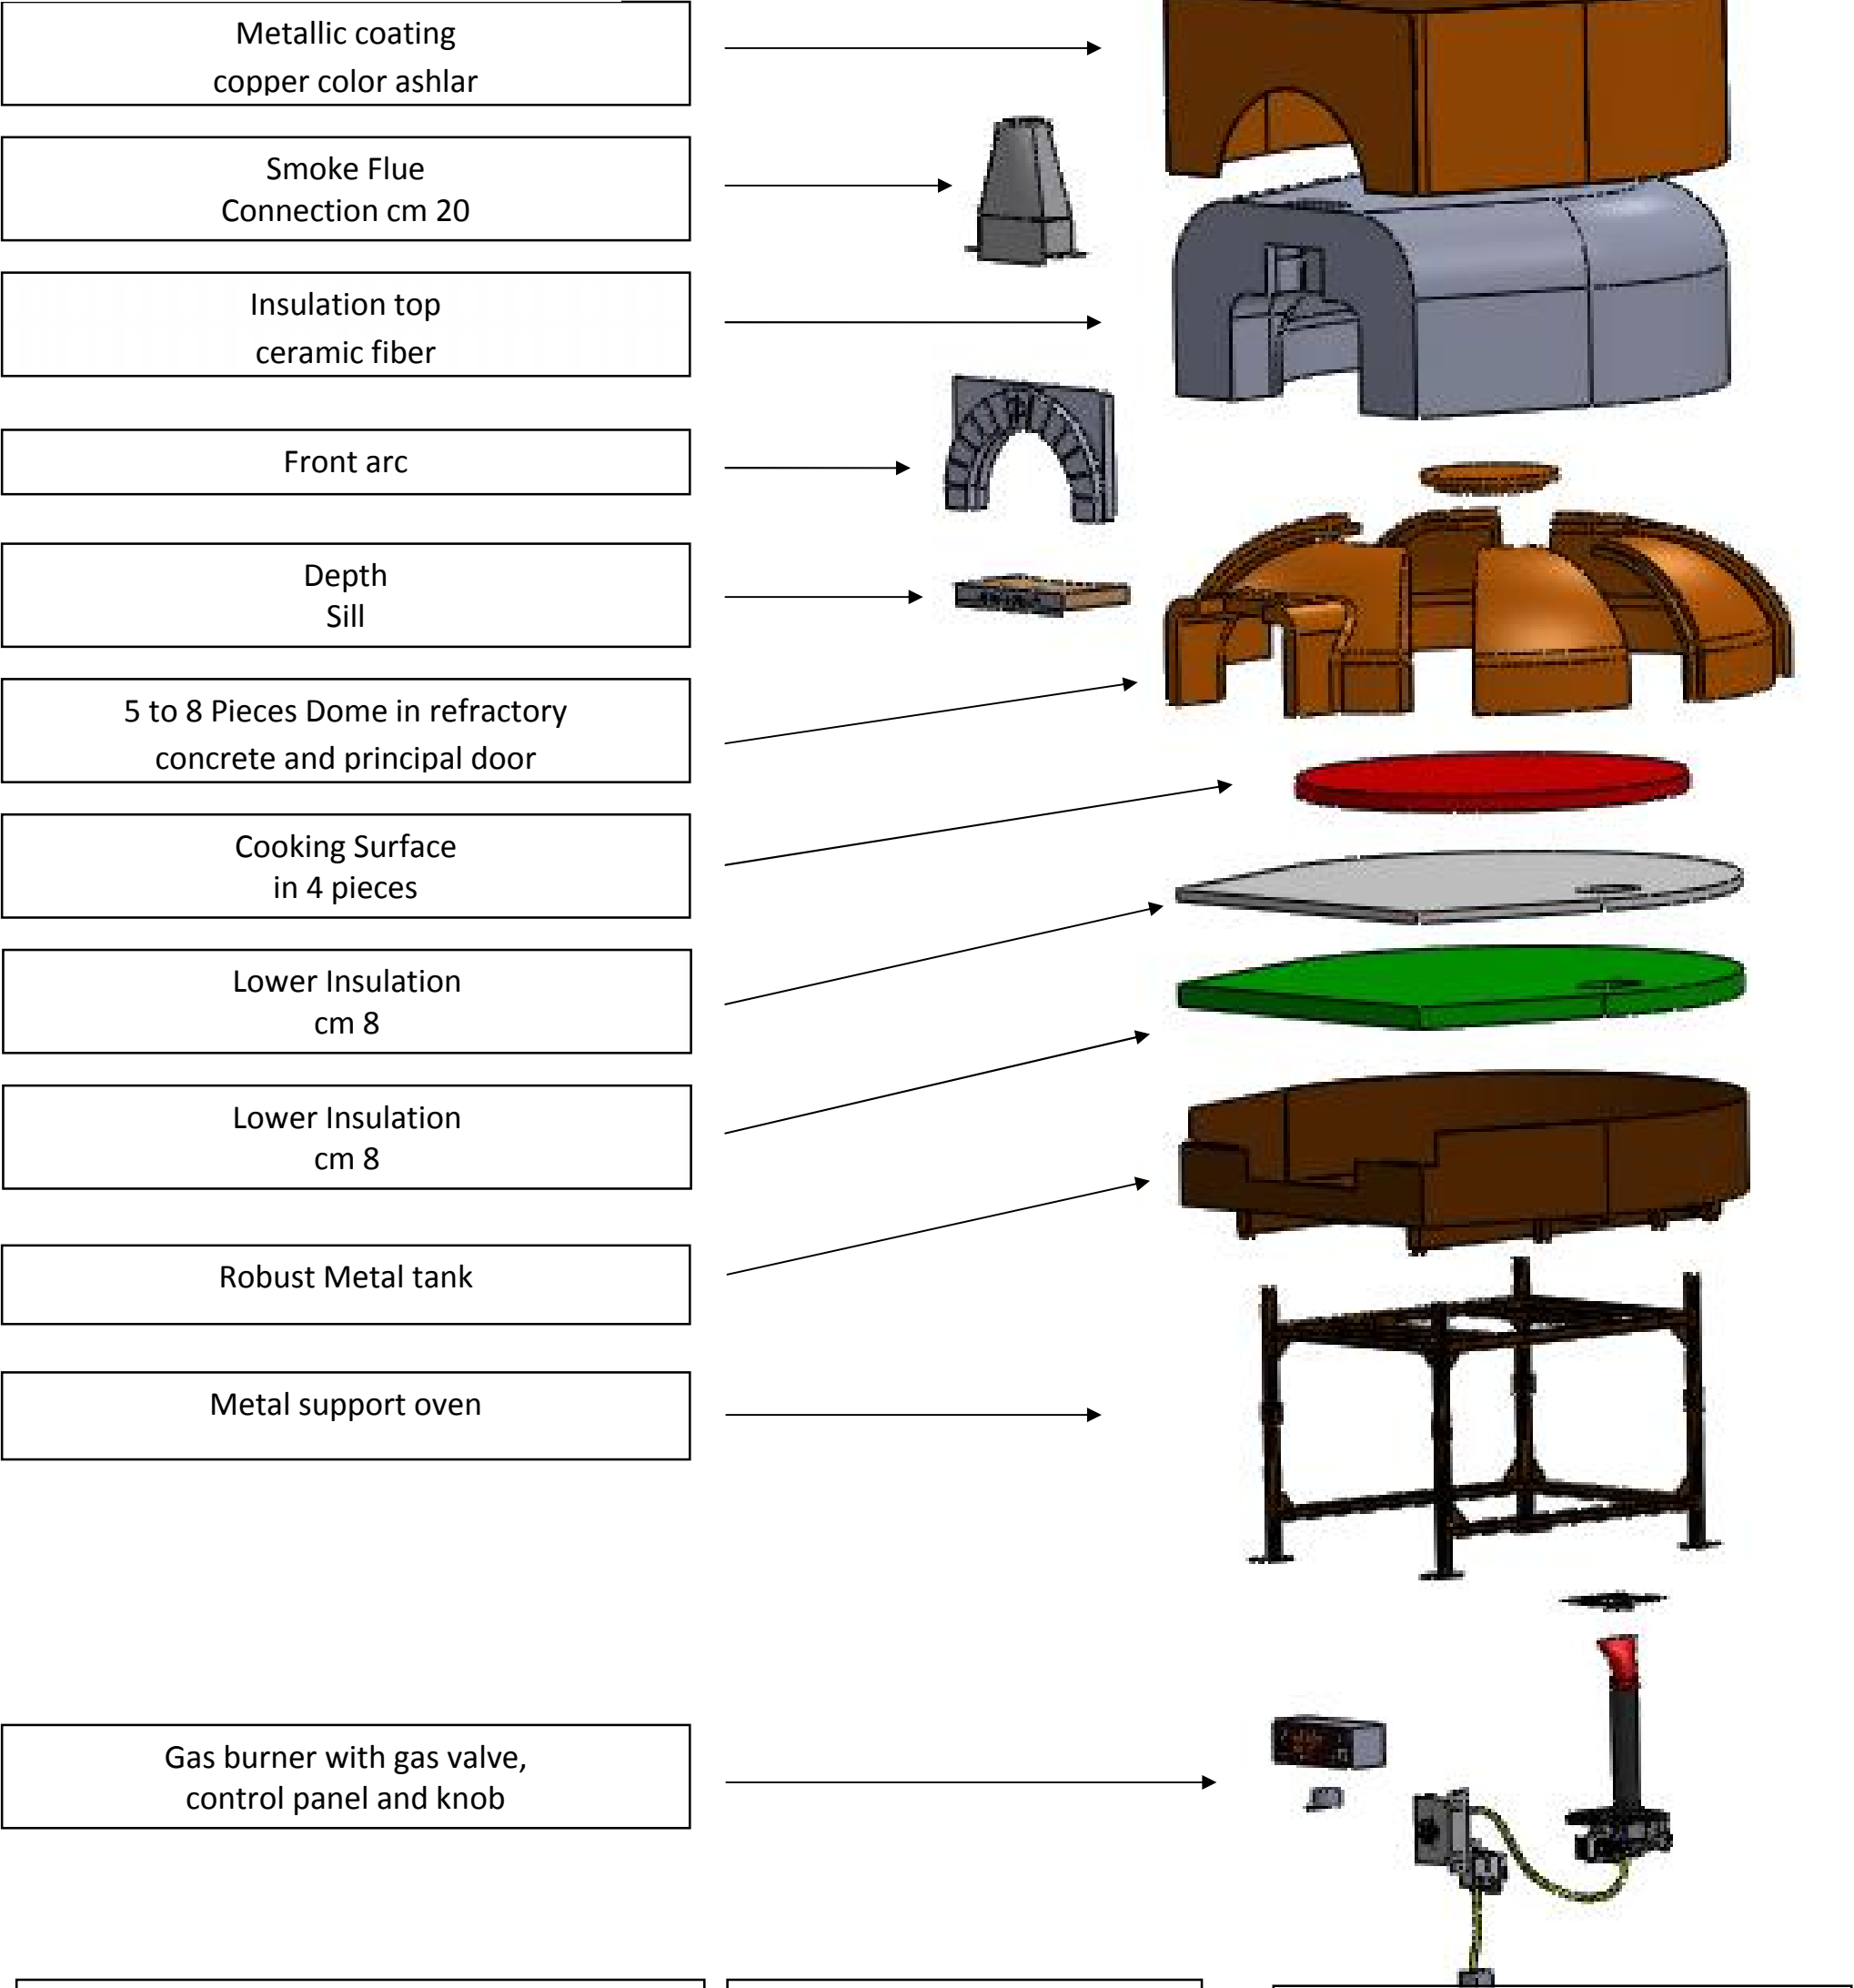 Metallic coating
copper color ashlar
Smoke Flue
Connection cm 20
Insulation top
ceramic fiber
Front arc
Depth
Sill
5 to 8 Pieces Dome in refractory
concrete and principal door
Cooking Surface
in 4 pieces
Lower Insulation
cm 8
Lower Insulation
cm 8
Robust Metal tank
Metal support oven
Gas burner with gas valve,
control panel and knob